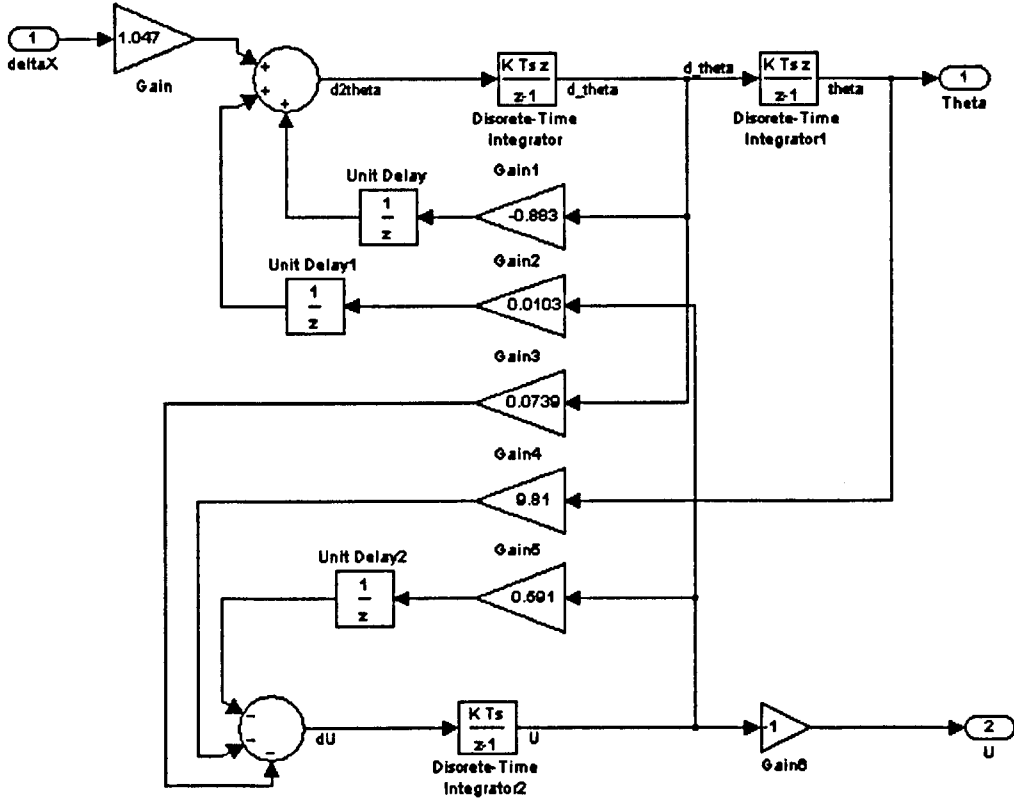 1
deltaX
1.047
Gain
+
+
+
d2theta
K Ts z
z-1
Discrete-Time
Integrator
d_theta
d_theta
K Ts z
z-1
Discrete-Time
Integrator1
theta
1
Theta
Unit Delay
1
z
Gain1
-0.893
Unit Delay1
1
z
Gain2
0.0103
Gain3
0.0739
Gain4
9.81
Unit Delay2
1
z
Gain5
0.691
-
-
-
dU
K Ts
z-1
Discrete-Time
Integrator2
U
-1
Gain6
2
U